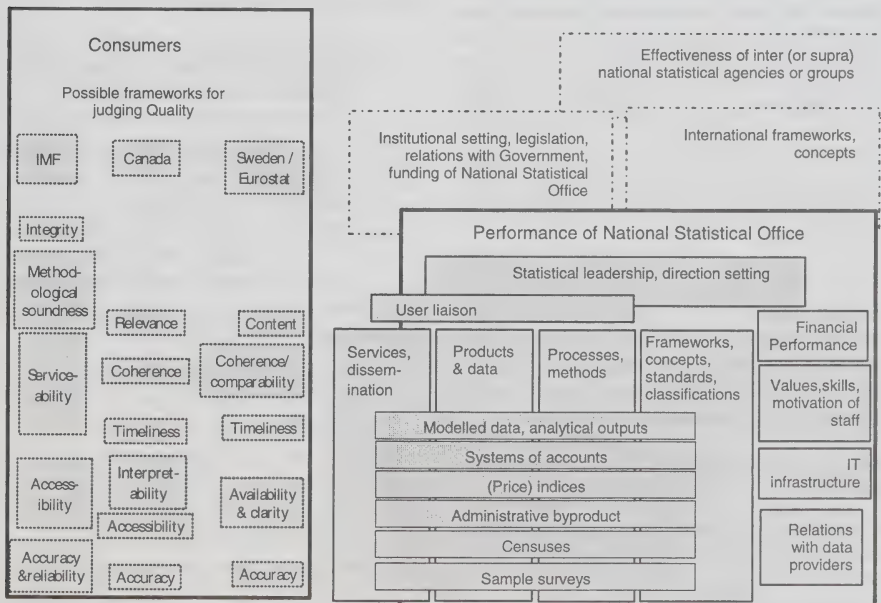 Consumers
Possible frameworks for
judging Quality
IMF
Canada
Sweden /
Eurostat
Integrity
Method-
ological
soundness
Relevance
Content
Service-
ability
Coherence
Coherence/
comparability
Timeliness
Timeliness
Access-
ibility
Interpret-
ability
Availability
& clarity
Accessibility
Accuracy
&reliability
Accuracy
Accuracy
Effectiveness of inter (or supra)
national statistical agencies or groups
Institutional setting, legislation,
relations with Government,
funding of National Statistical
Office
International frameworks,
concepts
Performance of National Statistical Office
Statistical leadership, direction setting
User liaison
Services,
dissem-
ination
Products
& data
Processes,
methods
Frameworks,
concepts,
standards,
classifications
Financial
Performance
Values,skills,
motivation of
staff
IT
infrastructure
Relations
with data
providers
Modelled data, analytical outputs
Systems of accounts
(Price) indices
Administrative byproduct
Censuses
Sample surveys